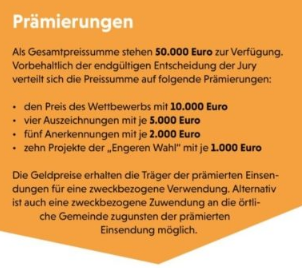 Prämierungen
Als Gesamtpreissumme stehen 50.000 Euro zur Verfügung.
Vorbehaltlich der endgültigen Entscheidung der Jury
verteilt sich die Preissumme auf folgende Prämierungen:
• den Preis des Wettbewerbs mit 10.000 Euro
• vier Auszeichnungen mit je 5.000 Euro
• fünf Anerkennungen mit je 2.000 Euro
• zehn Projekte der „Engeren Wahl" mit je 1.000 Euro
Die Geldpreise erhalten die Träger der prämierten Einsen-
dungen für eine zweckbezogene Verwendung. Alternativ
ist auch eine zweckbezogene Zuwendung an die örtli-
che Gemeinde zugunsten der prämierten
Einsendung möglich.